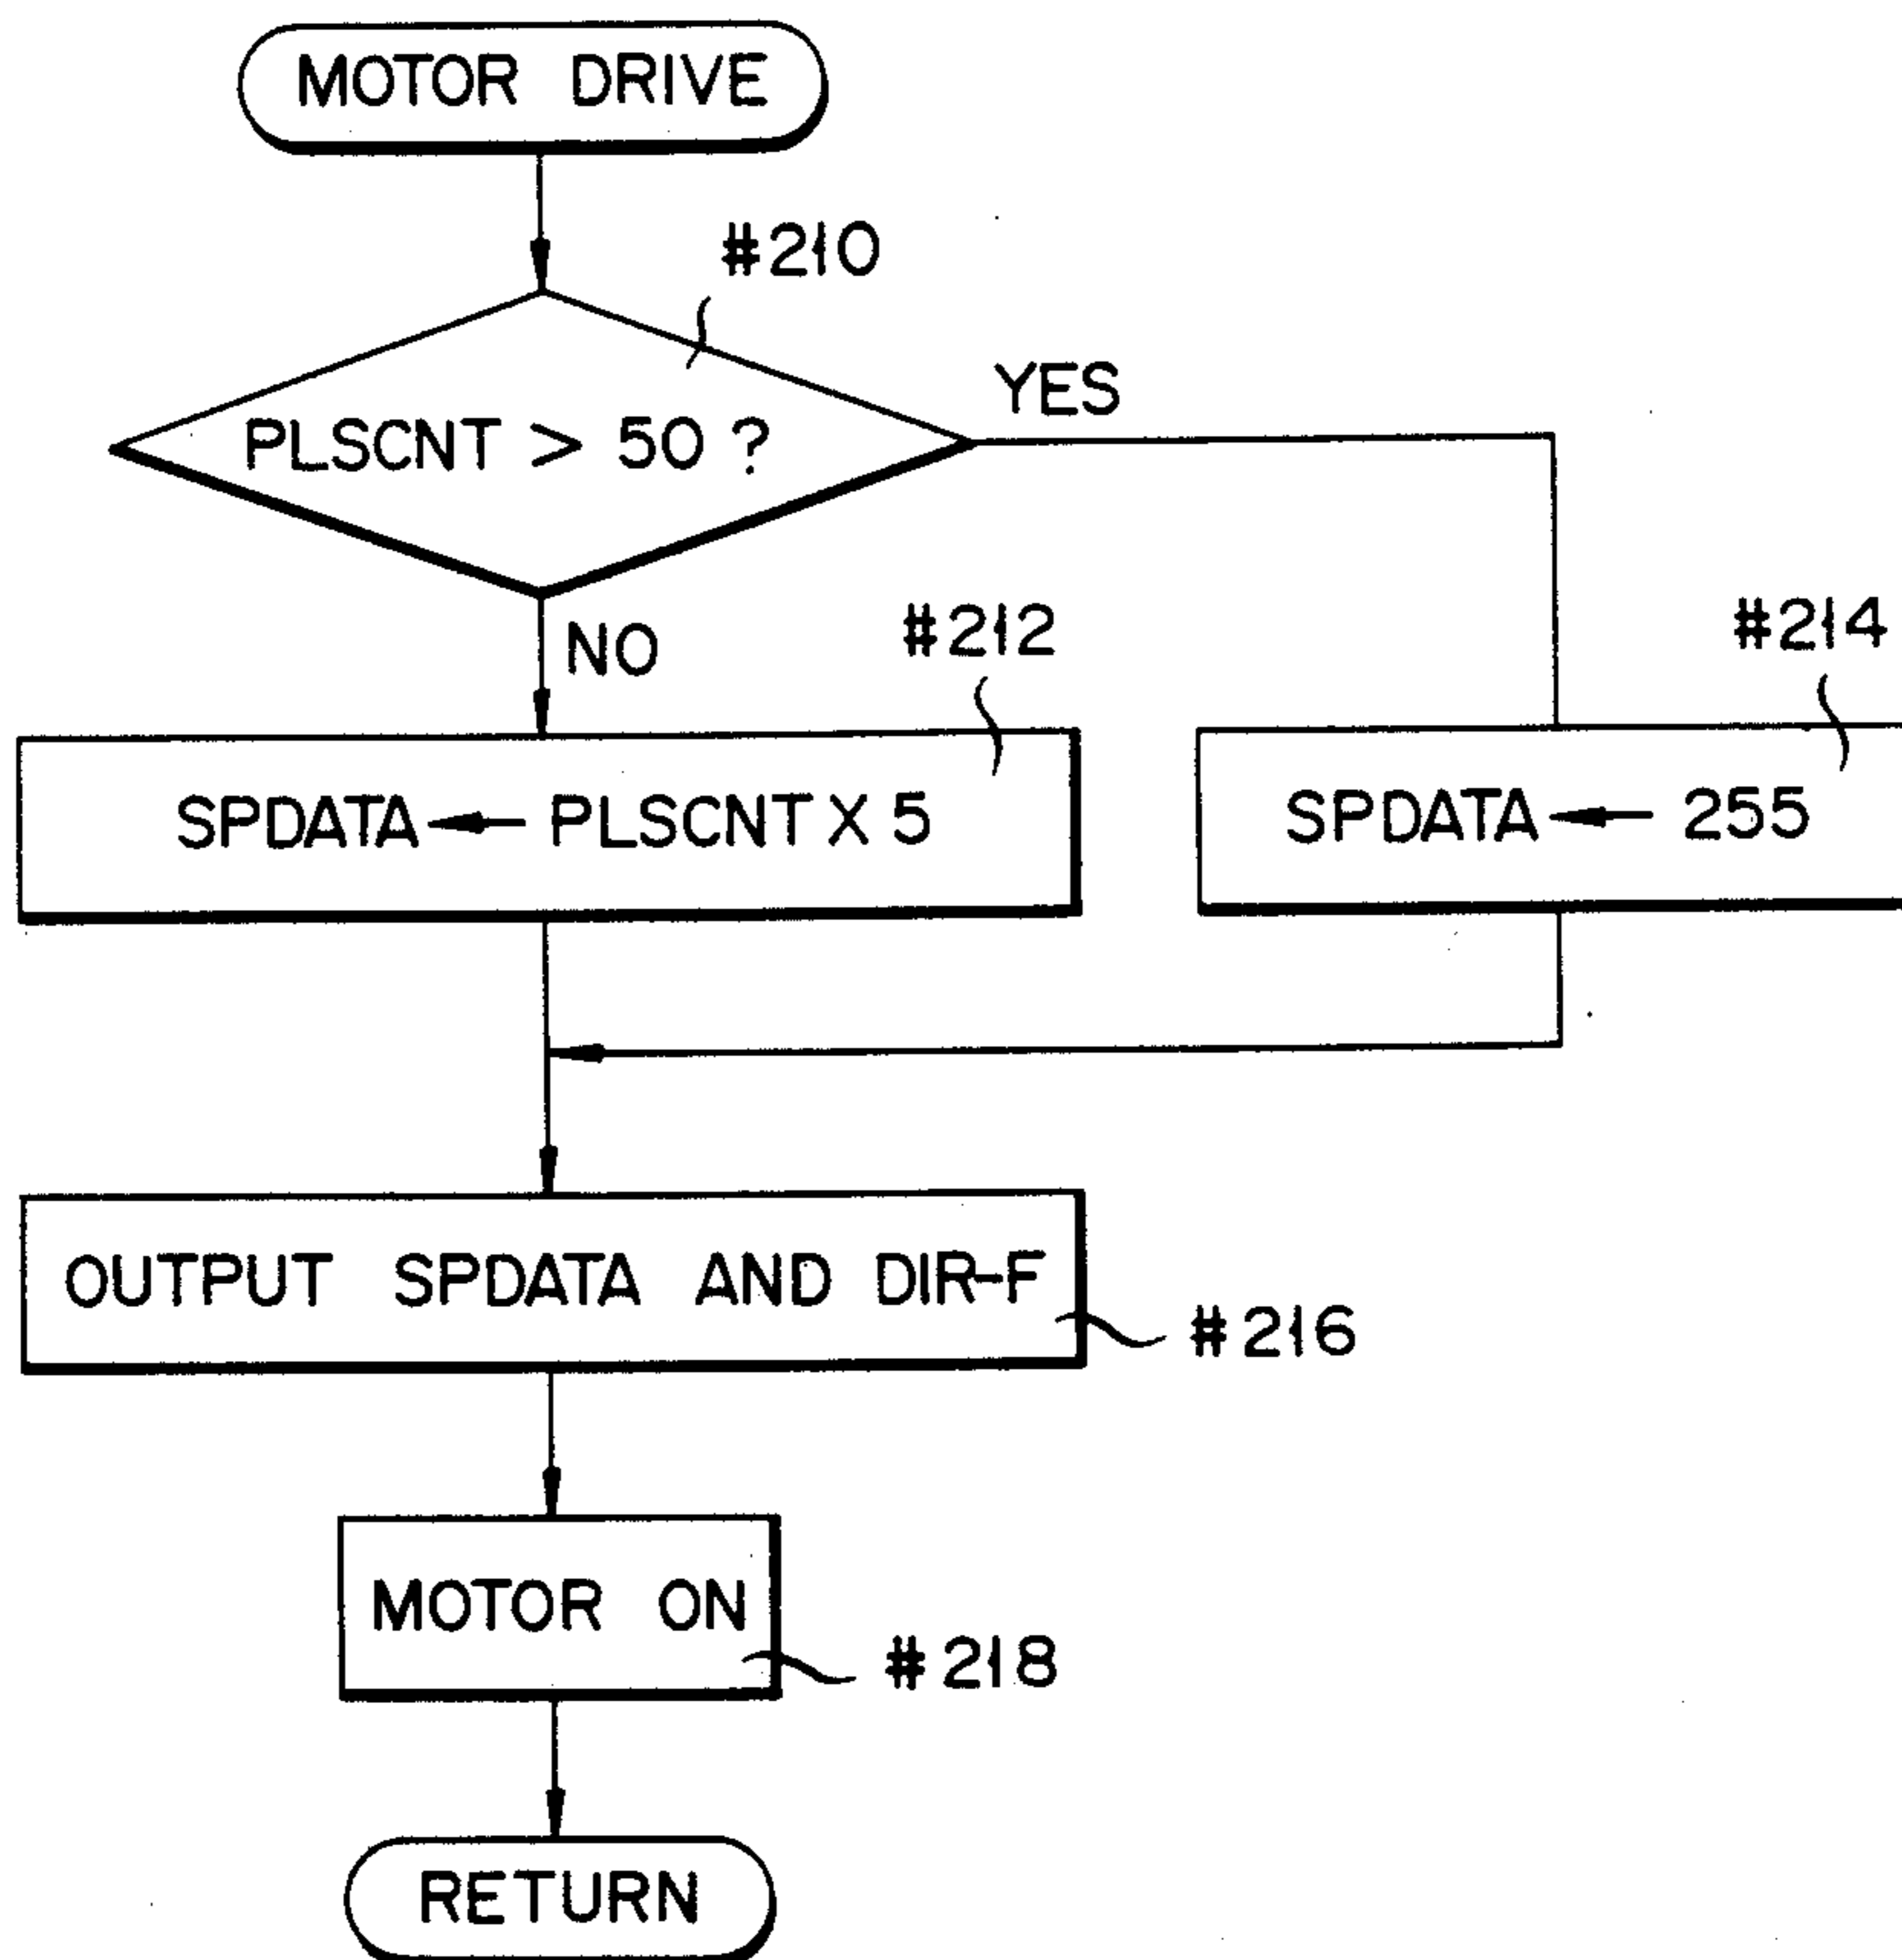 MOTOR DRIVE
#210
YES
PLSCNT > 50 ?
NO
#212
#214
SPDATA ← PLSCNT X 5
SPDATA ← 255
OUTPUT SPDATA AND DIR-F
#216
MOTOR ON
#218
RETURN